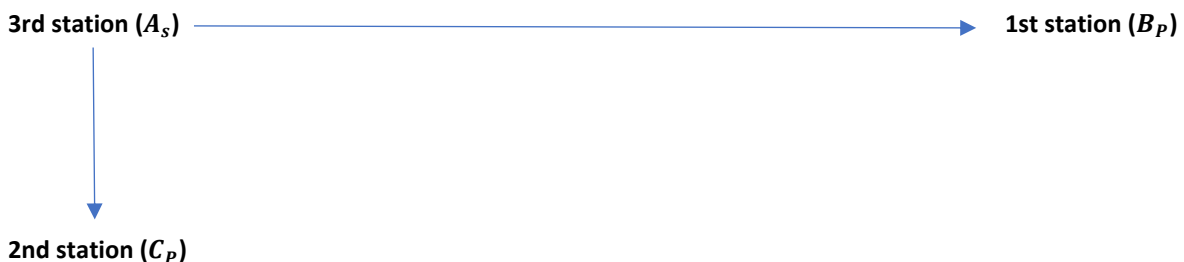 3rd station (A_s)
1st station (B_P)
2nd station (C_P)